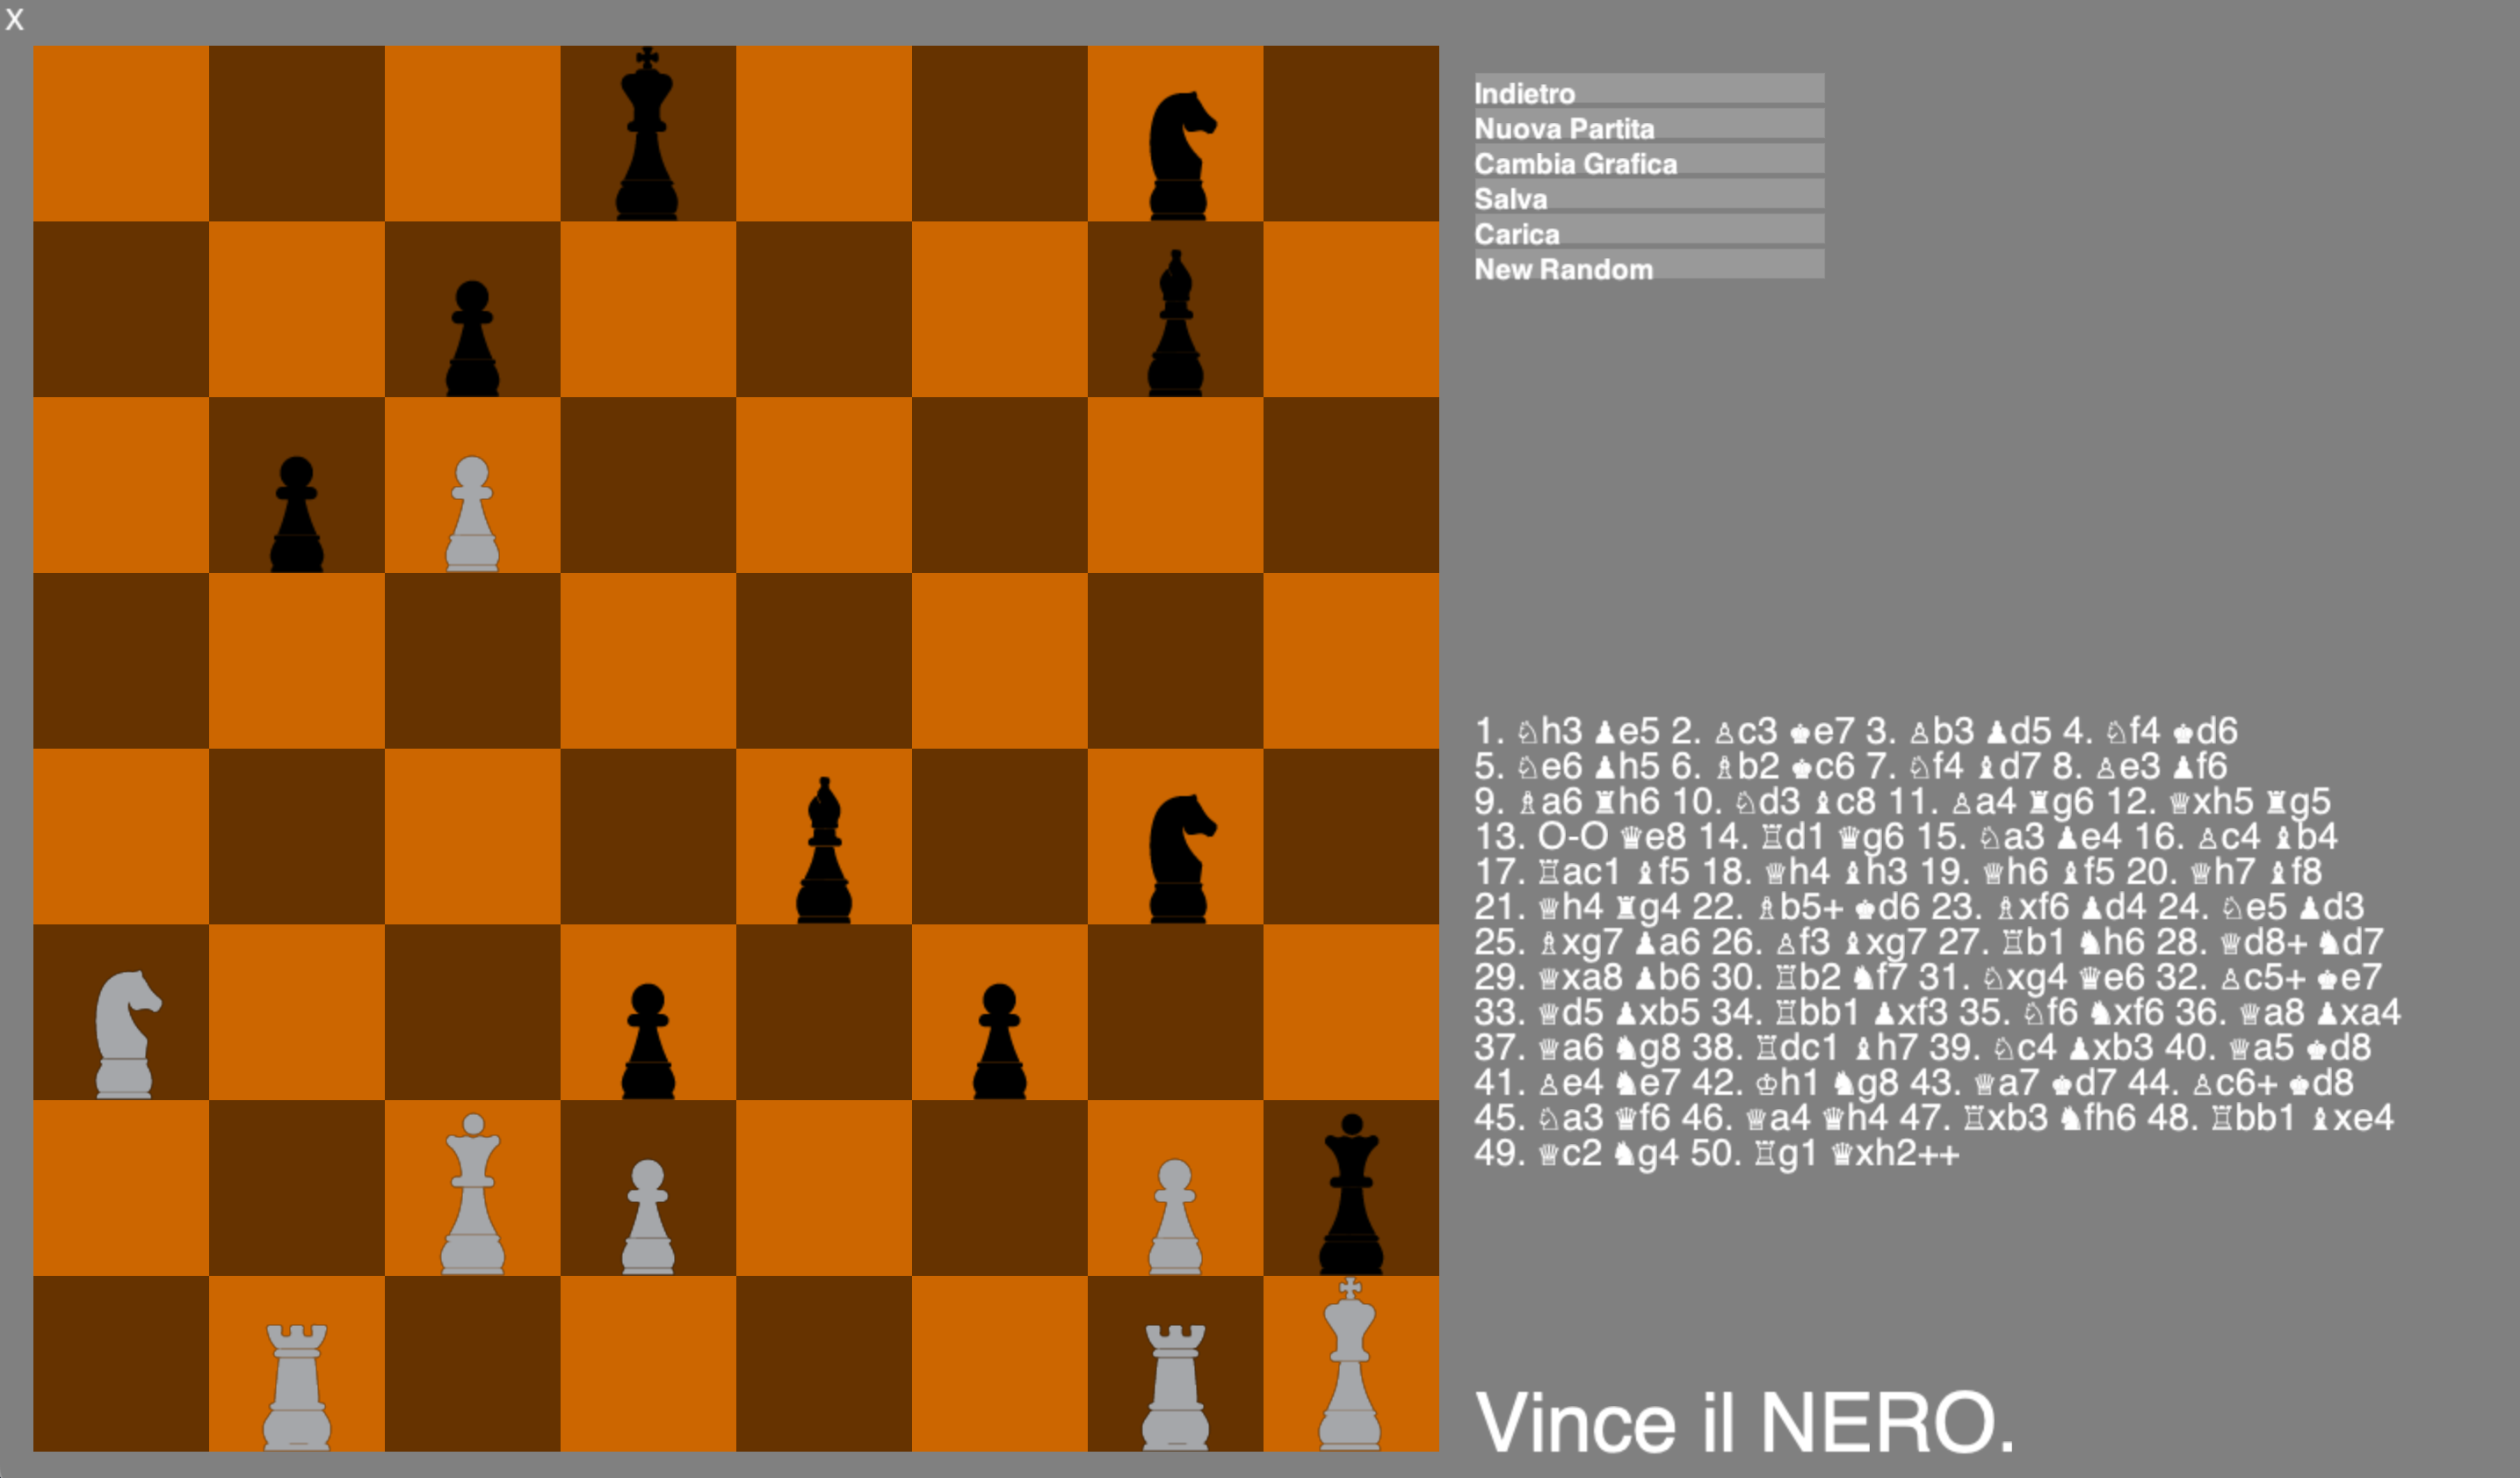 X
Indietro
Nuova Partita
Cambia Grafica
Salva
Carica
New Random
1. ♘h3 ♟e5 2. ♙c3 ♚e7 3. ♙b3 ♟d5 4. ♘f4 ♚d6
5. ♘e6 ♟h5 6. ♗b2 ♚c6 7. ♘f4 ♝d7 8. ♙e3 ♟f6
9. ♗a6 ♜h6 10. ♘d3 ♝c8 11. ♙a4 ♜g6 12. ♕xh5 ♜g5
13. O-O ♛e8 14. ♖d1 ♛g6 15. ♘a3 ♟e4 16. ♙c4 ♝b4
17. ♖ac1 ♝f5 18. ♕h4 ♝h3 19. ♕h6 ♝f5 20. ♕h7 ♝f8
21. ♕h4 ♜g4 22. ♗b5+ ♚d6 23. ♗xf6 ♟d4 24. ♘e5 ♟d3
25. ♗xg7 ♟a6 26. ♙f3 ♝xg7 27. ♖b1 ♞h6 28. ♕d8+ ♞d7
29. ♕xa8 ♟b6 30. ♖b2 ♞f7 31. ♘xg4 ♛e6 32. ♙c5+ ♚e7
33. ♕d5 ♟xb5 34. ♖bb1 ♟xf3 35. ♘f6 ♞xf6 36. ♕a8 ♟xa4
37. ♕a6 ♞g8 38. ♖dc1 ♝h7 39. ♘c4 ♟xb3 40. ♕a5 ♚d8
41. ♙e4 ♞e7 42. ♔h1 ♞g8 43. ♕a7 ♚d7 44. ♙c6+ ♚d8
45. ♘a3 ♛f6 46. ♕a4 ♛h4 47. ♖xb3 ♞fh6 48. ♖bb1 ♝xe4
49. ♕c2 ♞g4 50. ♖g1 ♛xh2++
Vince il NERO.